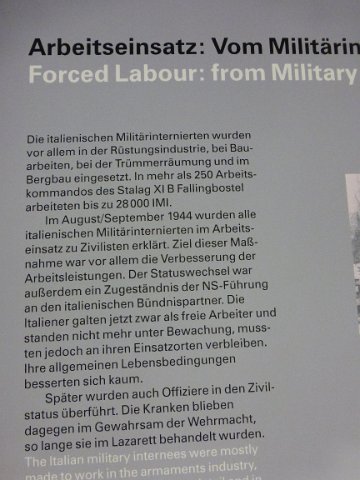 Arbeitseinsatz: Vom Militärin
Forced Labour: from Military
Die italienischen Militärinternierten wurden
vor allem in der Rüstungsindustrie, bei Bau-
arbeiten, bei der Trümmerräumung und im
Bergbau eingesetzt. In mehr als 250 Arbeits-
kommandos des Stalag XI B Fallingbostel
arbeiteten bis zu 28 000 IMI.
Im August/September 1944 wurden alle
italienischen Militärinternierten im Arbeits-
einsatz zu Zivilisten erklärt. Ziel dieser Maß-
nahme war vor allem die Verbesserung der
Arbeitsleistungen. Der Statuswechsel war
außerdem ein Zugeständnis der NS-Führung
an den italienischen Bündnispartner. Die
Italiener galten jetzt zwar als freie Arbeiter und
standen nicht mehr unter Bewachung, muss-
ten jedoch an ihren Einsatzorten verbleiben.
Ihre allgemeinen Lebensbedingungen
besserten sich kaum.
Später wurden auch Offiziere in den Zivil-
status überführt. Die Kranken blieben
dagegen im Gewahrsam der Wehrmacht,
so lange sie im Lazarett behandelt wurden.
The Italian military internees were mostly
made to work in the armaments industry,